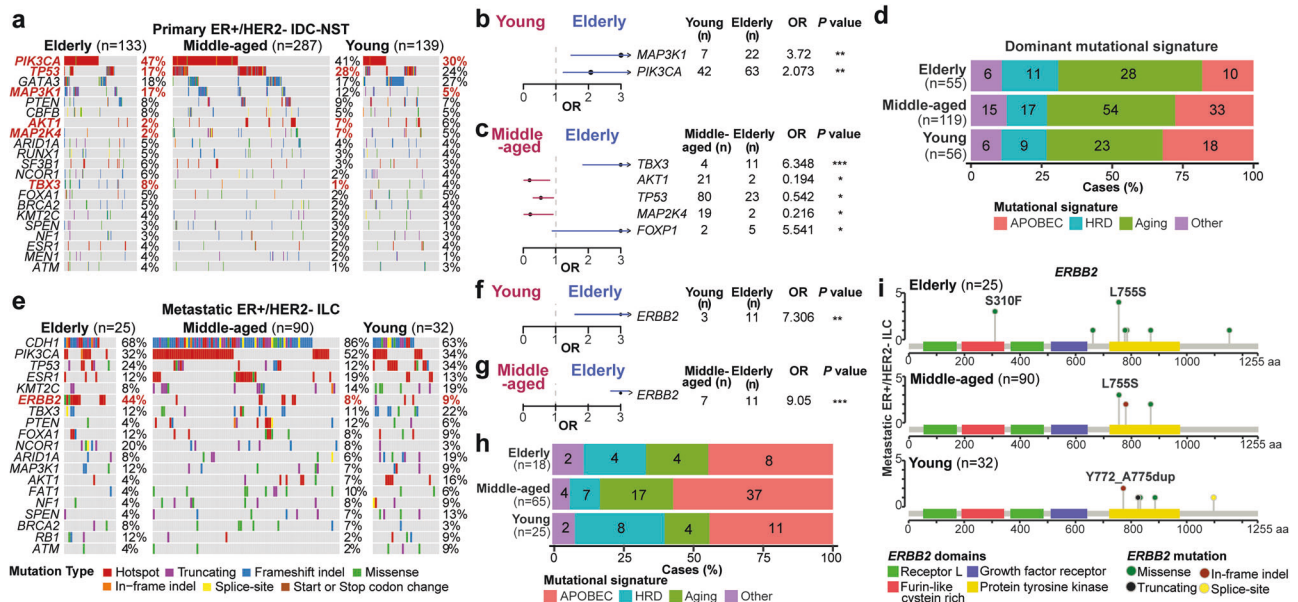 a
Primary ER+/HER2- IDC-NST
Elderly (n=133) Middle-aged (n=287) Young (n=139)
PIK3CA 47% 41% 30%
TP53 17% 28% 24%
GATA3 18% 17% 27%
MAP3K1 17% 12% 5%
PTEN 8% 9% 7%
CBFB 8% 5% 5%
AKT1 2% 7% 6%
MAP2K4 2% 7% 5%
ARID1A 5% 4% 4%
RUNX1 5% 3% 4%
SF3B1 6% 3% 3%
NCOR1 6% 2% 4%
TBX3 8% 1% 4%
FOXA1 5% 2% 5%
BRCA2 5% 2% 4%
KMT2C 4% 2% 5%
SPEN 3% 3% 1%
NF1 3% 2% 3%
ESR1 4% 2% 2%
MEN1 4% 2% 1%
ATM 4% 1% 3%
b
Young Elderly Young (n) Elderly (n) OR P value
MAP3K1 7 22 3.72 **
PIK3CA 42 63 2.073 **
0 1 2 3
OR
c
Middle-aged Elderly Middle-aged (n) Elderly (n) OR P value
TBX3 4 11 6.348 ***
AKT1 21 2 0.194 *
TP53 80 23 0.542 *
MAP2K4 19 2 0.216 *
FOXP1 2 5 5.541 *
0 1 2 3
OR
d
Dominant mutational signature
Elderly (n=55) 6 11 28 10
Middle-aged (n=119) 15 17 54 33
Young (n=56) 6 9 23 18
0 25 50 75 100
Cases (%)
Mutational signature
APOBEC HRD Aging Other
e
Metastatic ER+/HER2- ILC
Elderly (n=25) Middle-aged (n=90) Young (n=32)
CDH1 68% 86% 63%
PIK3CA 32% 52% 34%
TP53 24% 12% 34%
ESR1 12% 19% 13%
KMT2C 8% 14% 19%
ERBB2 44% 8% 9%
TBX3 12% 11% 22%
PTEN 4% 12% 6%
FOXA1 12% 8% 9%
NCOR1 20% 8% 3%
ARID1A 8% 6% 19%
MAP3K1 12% 7% 9%
AKT1 4% 7% 16%
FAT1 4% 10% 6%
NF1 4% 8% 9%
SPEN 4% 7% 13%
BRCA2 8% 7% 3%
RB1 12% 2% 9%
ATM 4% 2% 9%
Mutation Type Hotspot Truncating Frameshift indel Missense
In-frame indel Splice-site Start or Stop codon change
f
Young Elderly Young (n) Elderly (n) OR P value
ERBB2 3 11 7.306 **
0 1 2 3
OR
g
Middle-aged Elderly Middle-aged (n) Elderly (n) OR P value
ERBB2 7 11 9.05 ***
0 1 2 3
OR
h
Elderly (n=18) 2 4 4 8
Middle-aged (n=65) 4 7 17 37
Young (n=25) 2 8 4 11
0 25 50 75 100
Cases (%)
Mutational signature
APOBEC HRD Aging Other
i
ERBB2
Metastatic ER+/HER2- ILC
Elderly (n=25)
S310F L755S
5
0
0 200 400 600 800 1000 1255 aa
Middle-aged (n=90)
L755S
5
0
0 200 400 600 800 1000 1255 aa
Young (n=32)
Y772_A775dup
5
0
0 200 400 600 800 1000 1255 aa
ERBB2 domains
Receptor L Growth factor receptor
Furin-like cystein rich Protein tyrosine kinase
ERBB2 mutation
Missense In-frame indel
Truncating Splice-site